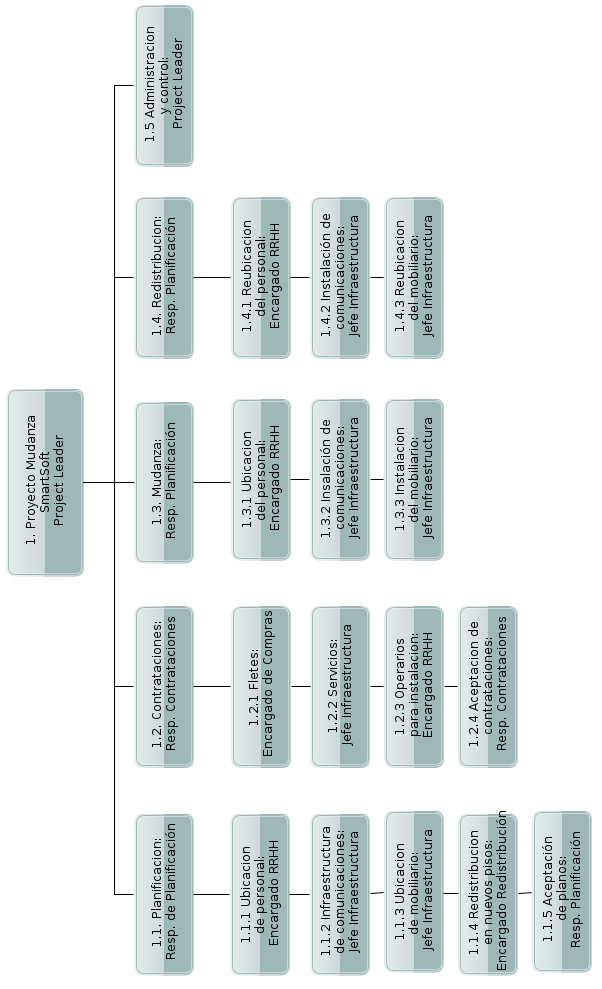 1. Proyecto Mudanza
SmartSoft
Project Leader
1.1. Planificacion:
Resp. de Planificación
1.1.1 Ubicacion
de personal:
Encargado RRHH
1.1.2 Infraestructura
de comunicaciones:
Jefe Infraestructura
1.1.3 Ubicacion
de mobiliario:
Jefe Infraestructura
1.1.4 Redistribucion
en nuevos pisos:
Encargado Redistribución
1.1.5 Aceptación
de planos:
Resp. Planificación
1.2. Contrataciones:
Resp. Contrataciones
1.2.1 Fletes:
Encargado de Compras
1.2.2 Servicios:
Jefe Infraestructura
1.2.3 Operarios
para instalacion:
Encargado RRHH
1.2.4 Aceptacion de
contrataciones:
Resp. Contrataciones
1.3. Mudanza:
Resp. Planificación
1.3.1 Ubicacion
del personal:
Encargado RRHH
1.3.2 Insalación de
comunicaciones:
Jefe Infraestructura
1.3.3 Instalacion
del mobiliario:
Jefe Infraestructura
1.4. Redistribucion:
Resp. Planificación
1.4.1 Reubicacion
del personal:
Encargado RRHH
1.4.2 Instalación de
comunicaciones:
Jefe Infraestructura
1.4.3 Reubicacion
del mobiliario:
Jefe Infraestructura
1.5 Administracion
y control:
Project Leader